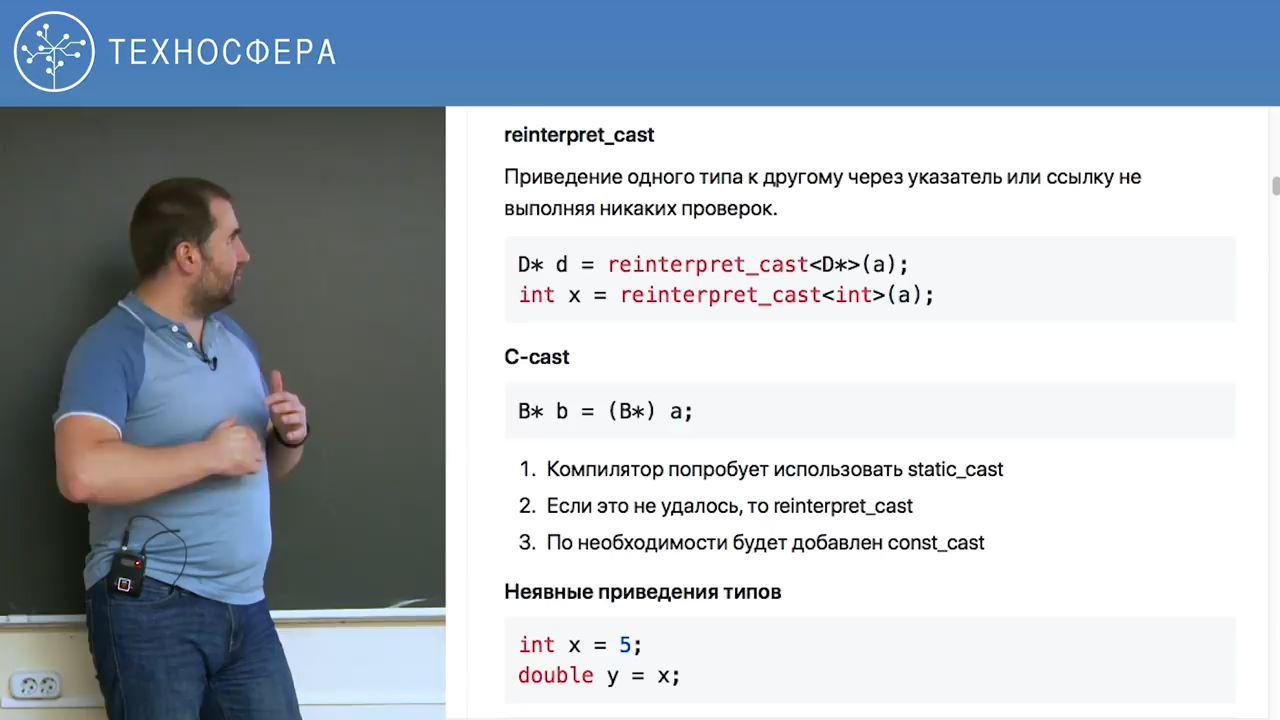 ТЕХНОСФЕРА
reinterpret_cast
Приведение одного типа к другому через указатель или ссылку не
выполняя никаких проверок.
D* d = reinterpret_cast<D*>(a);
int x = reinterpret_cast<int>(a);
C-cast
B* b = (B*) a;
1. Компилятор попробует использовать static_cast
2. Если это не удалось, то reinterpret_cast
3. По необходимости будет добавлен const_cast
Неявные приведения типов
int x = 5;
double y = x;